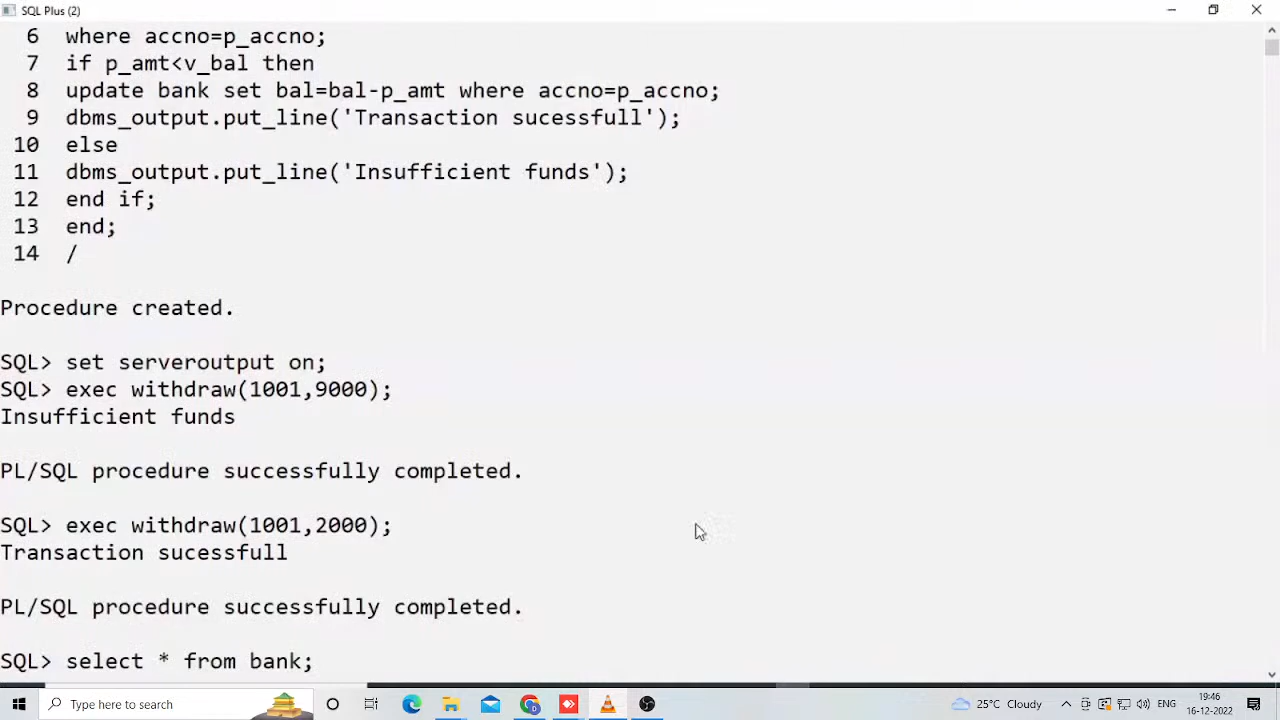 SQL Plus (2)
6 where accno=p_accno;
7 if p_amt<v_bal then
8 update bank set bal=bal-p_amt where accno=p_accno;
9 dbms_output.put_line('Transaction sucessfull');
10 else
11 dbms_output.put_line('Insufficient funds');
12 end if;
13 end;
14 /
Procedure created.
SQL> set serveroutput on;
SQL> exec withdraw(1001,9000);
Insufficient funds
PL/SQL procedure successfully completed.
SQL> exec withdraw(1001,2000);
Transaction sucessfull
PL/SQL procedure successfully completed.
SQL> select * from bank;
Type here to search
25°C Cloudy
ENG
19:46
16-12-2022